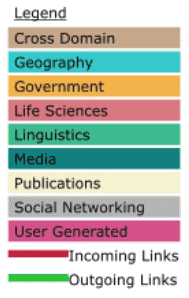 Legend
Cross Domain
Geography
Government
Life Sciences
Linguistics
Media
Publications
Social Networking
User Generated
Incoming Links
Outgoing Links